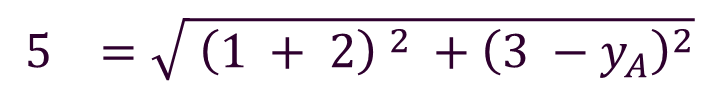 5 = √((1 + 2)² + (3 − y_A)²)